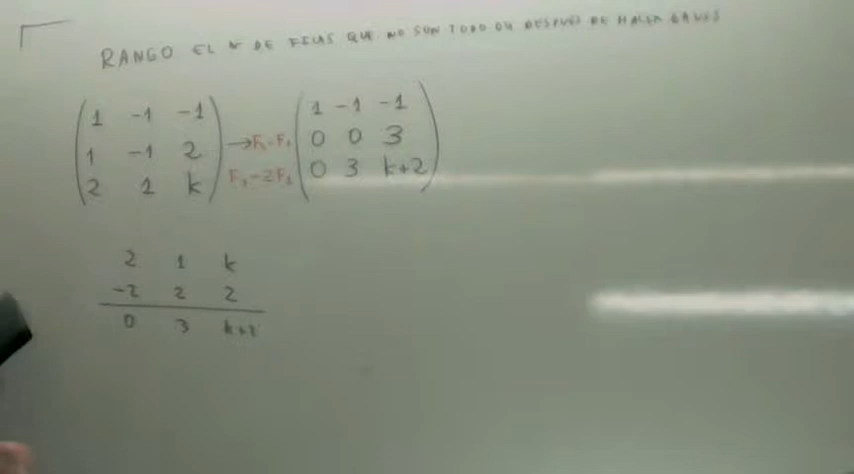 RANGO EL Nº DE FILAS QUE NO SON TODO 0's DESPUÉS DE HACER GAUSS
1 -1 -1
1 -1 2
2 1 k
→ F₂-F₁
F₃-2F₁
1 -1 -1
0 0 3
0 3 k+2
2 1 k
-2 2 2
0 3 k+2